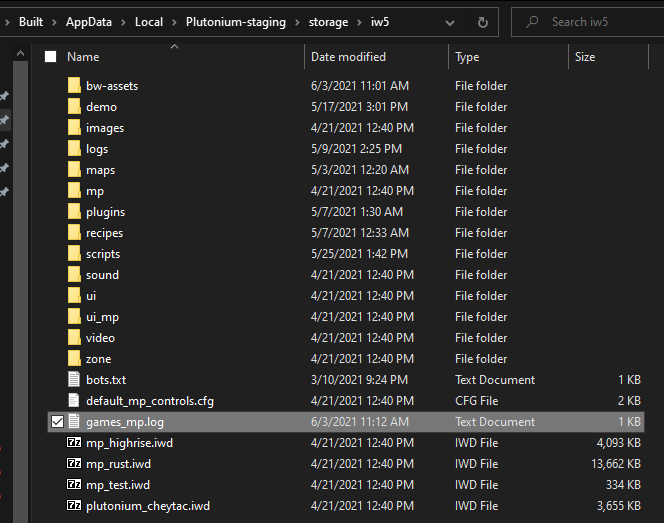 Built > AppData > Local > Plutonium-staging > storage > iw5 Search iw5
Name Date modified Type Size
bw-assets 6/3/2021 11:01 AM File folder
demo 5/17/2021 3:01 PM File folder
images 4/21/2021 12:40 PM File folder
logs 5/9/2021 2:25 PM File folder
maps 5/3/2021 12:20 AM File folder
mp 4/21/2021 12:40 PM File folder
plugins 5/7/2021 1:30 AM File folder
recipes 5/7/2021 12:33 AM File folder
scripts 5/25/2021 1:42 PM File folder
sound 4/21/2021 12:40 PM File folder
ui 4/21/2021 12:40 PM File folder
ui_mp 4/21/2021 12:40 PM File folder
video 4/21/2021 12:40 PM File folder
zone 4/21/2021 12:40 PM File folder
bots.txt 3/10/2021 9:24 PM Text Document 1 KB
default_mp_controls.cfg 4/21/2021 12:40 PM CFG File 2 KB
games_mp.log 6/3/2021 11:12 AM Text Document 1 KB
mp_highrise.iwd 4/21/2021 12:40 PM IWD File 4,093 KB
mp_rust.iwd 4/21/2021 12:40 PM IWD File 13,662 KB
mp_test.iwd 4/21/2021 12:40 PM IWD File 334 KB
plutonium_cheytac.iwd 4/21/2021 12:40 PM IWD File 3,655 KB